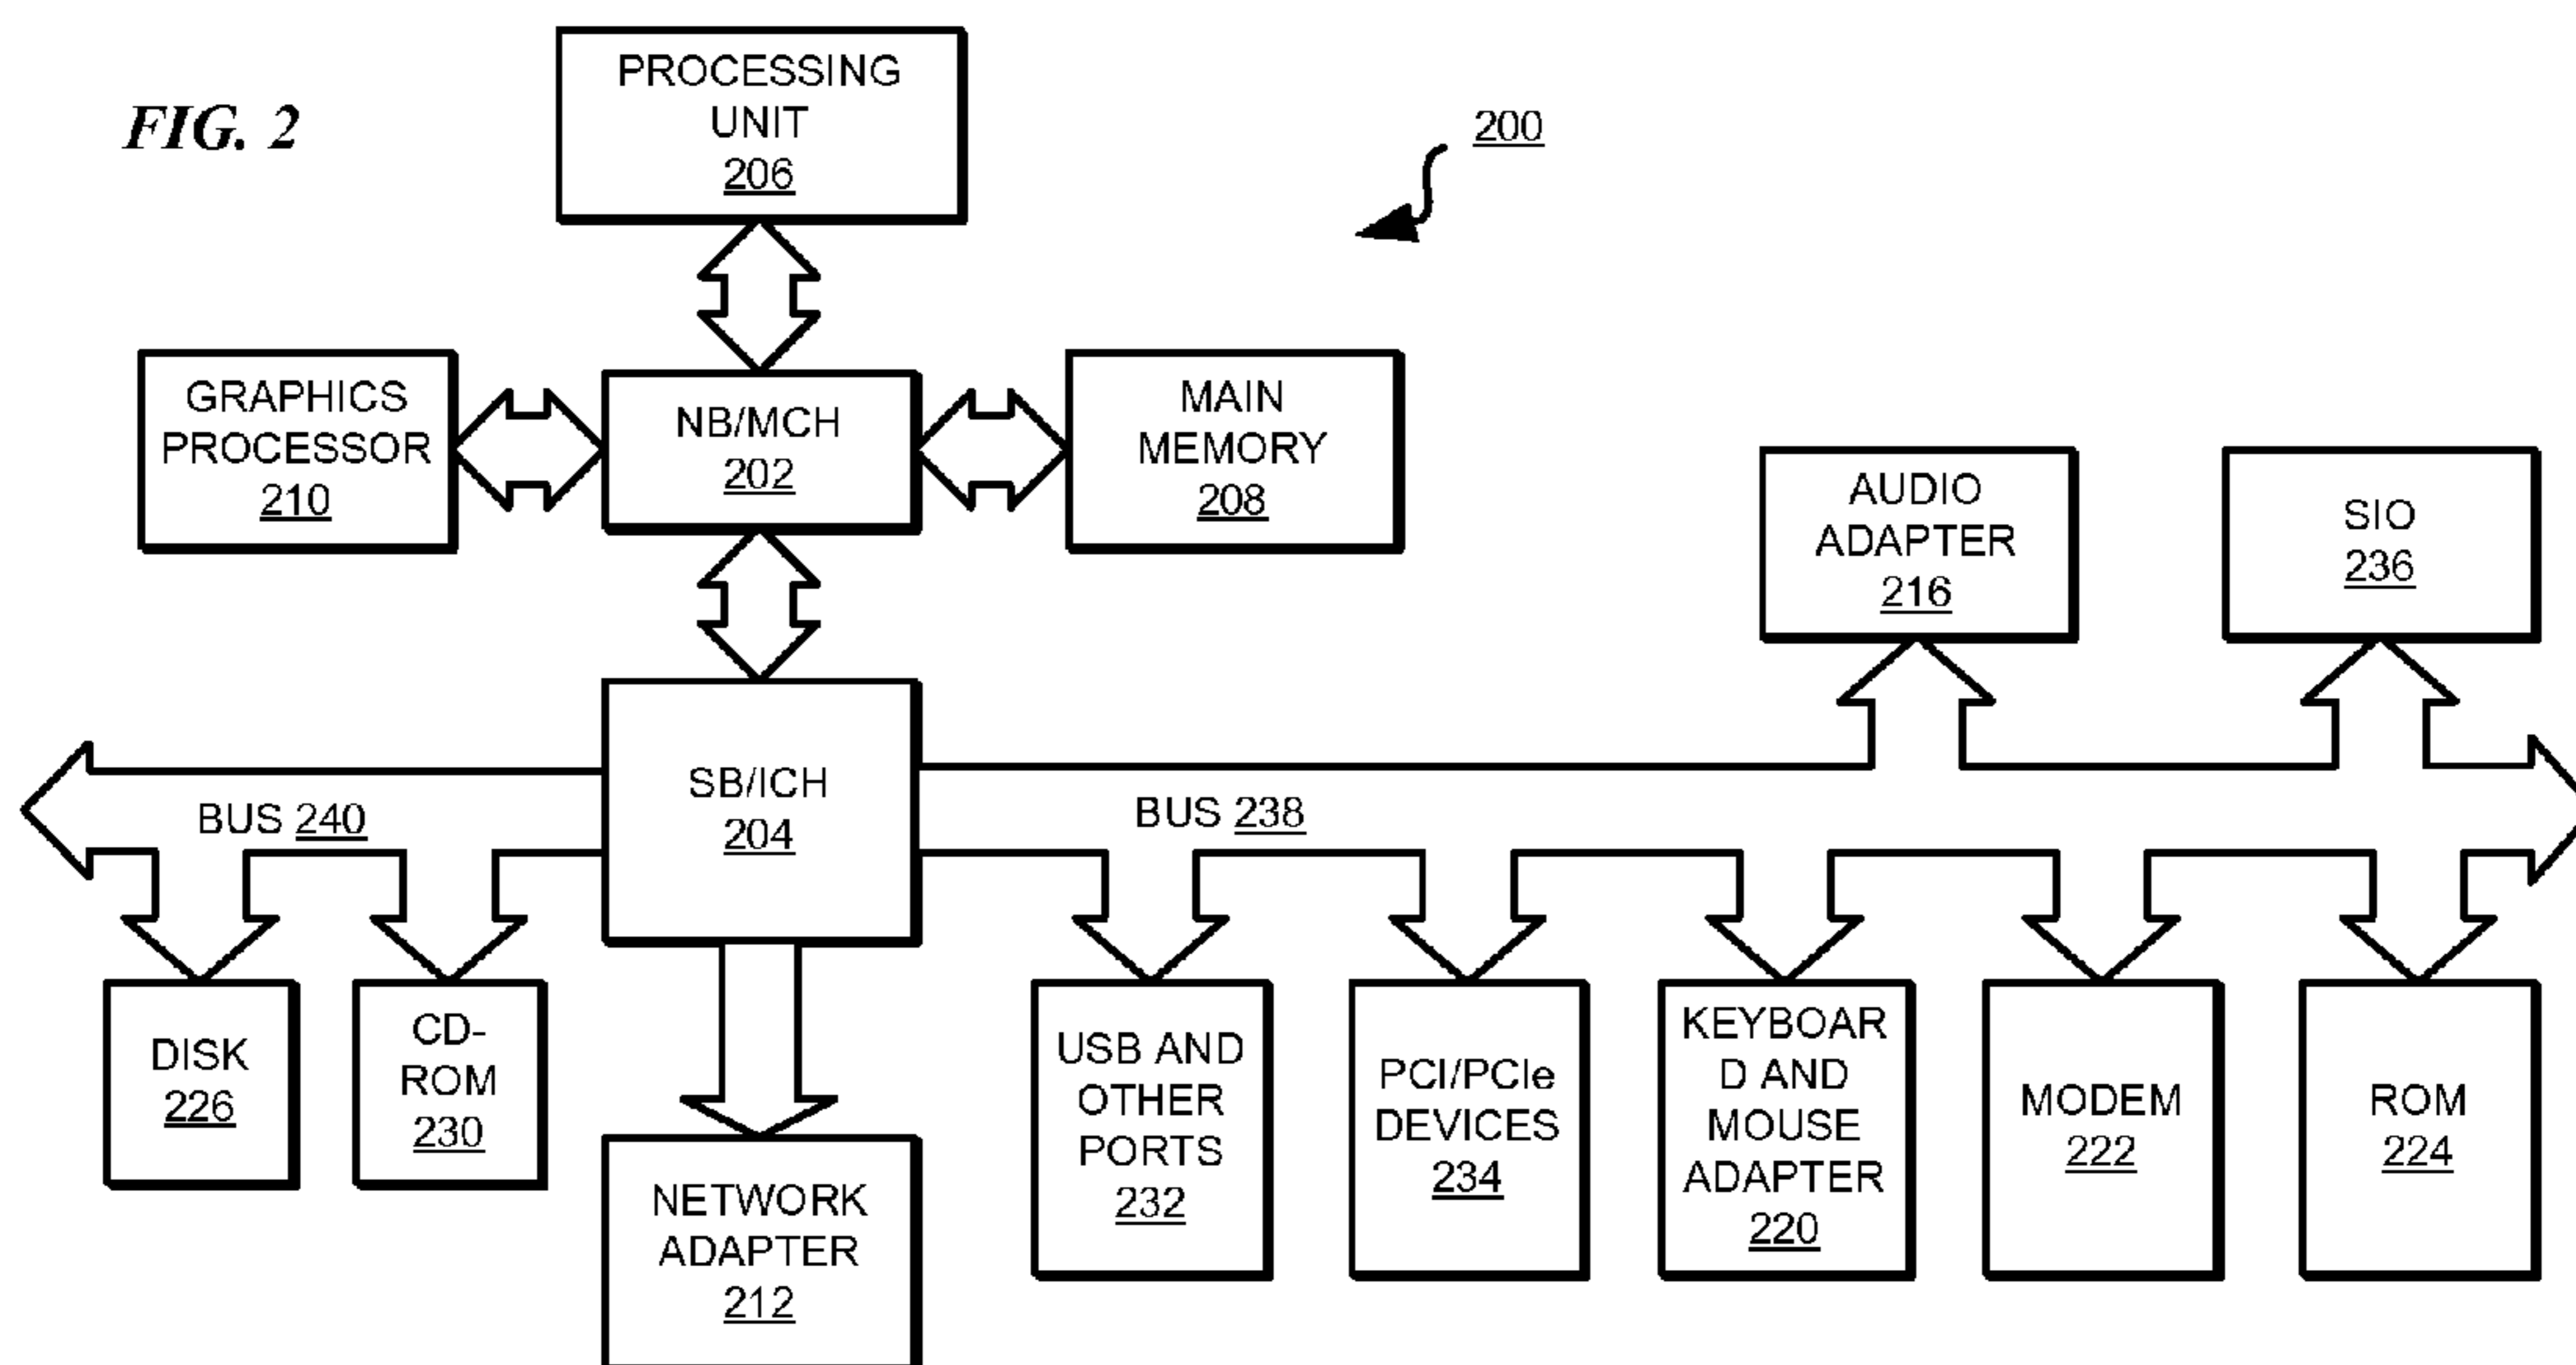 FIG. 2
PROCESSING
UNIT
206
200
GRAPHICS
PROCESSOR
210
NB/MCH
202
MAIN
MEMORY
208
AUDIO
ADAPTER
216
SIO
236
SB/ICH
204
BUS 240
BUS 238
DISK
226
CD-
ROM
230
NETWORK
ADAPTER
212
USB AND
OTHER
PORTS
232
PCI/PCIe
DEVICES
234
KEYBOAR
D AND
MOUSE
ADAPTER
220
MODEM
222
ROM
224